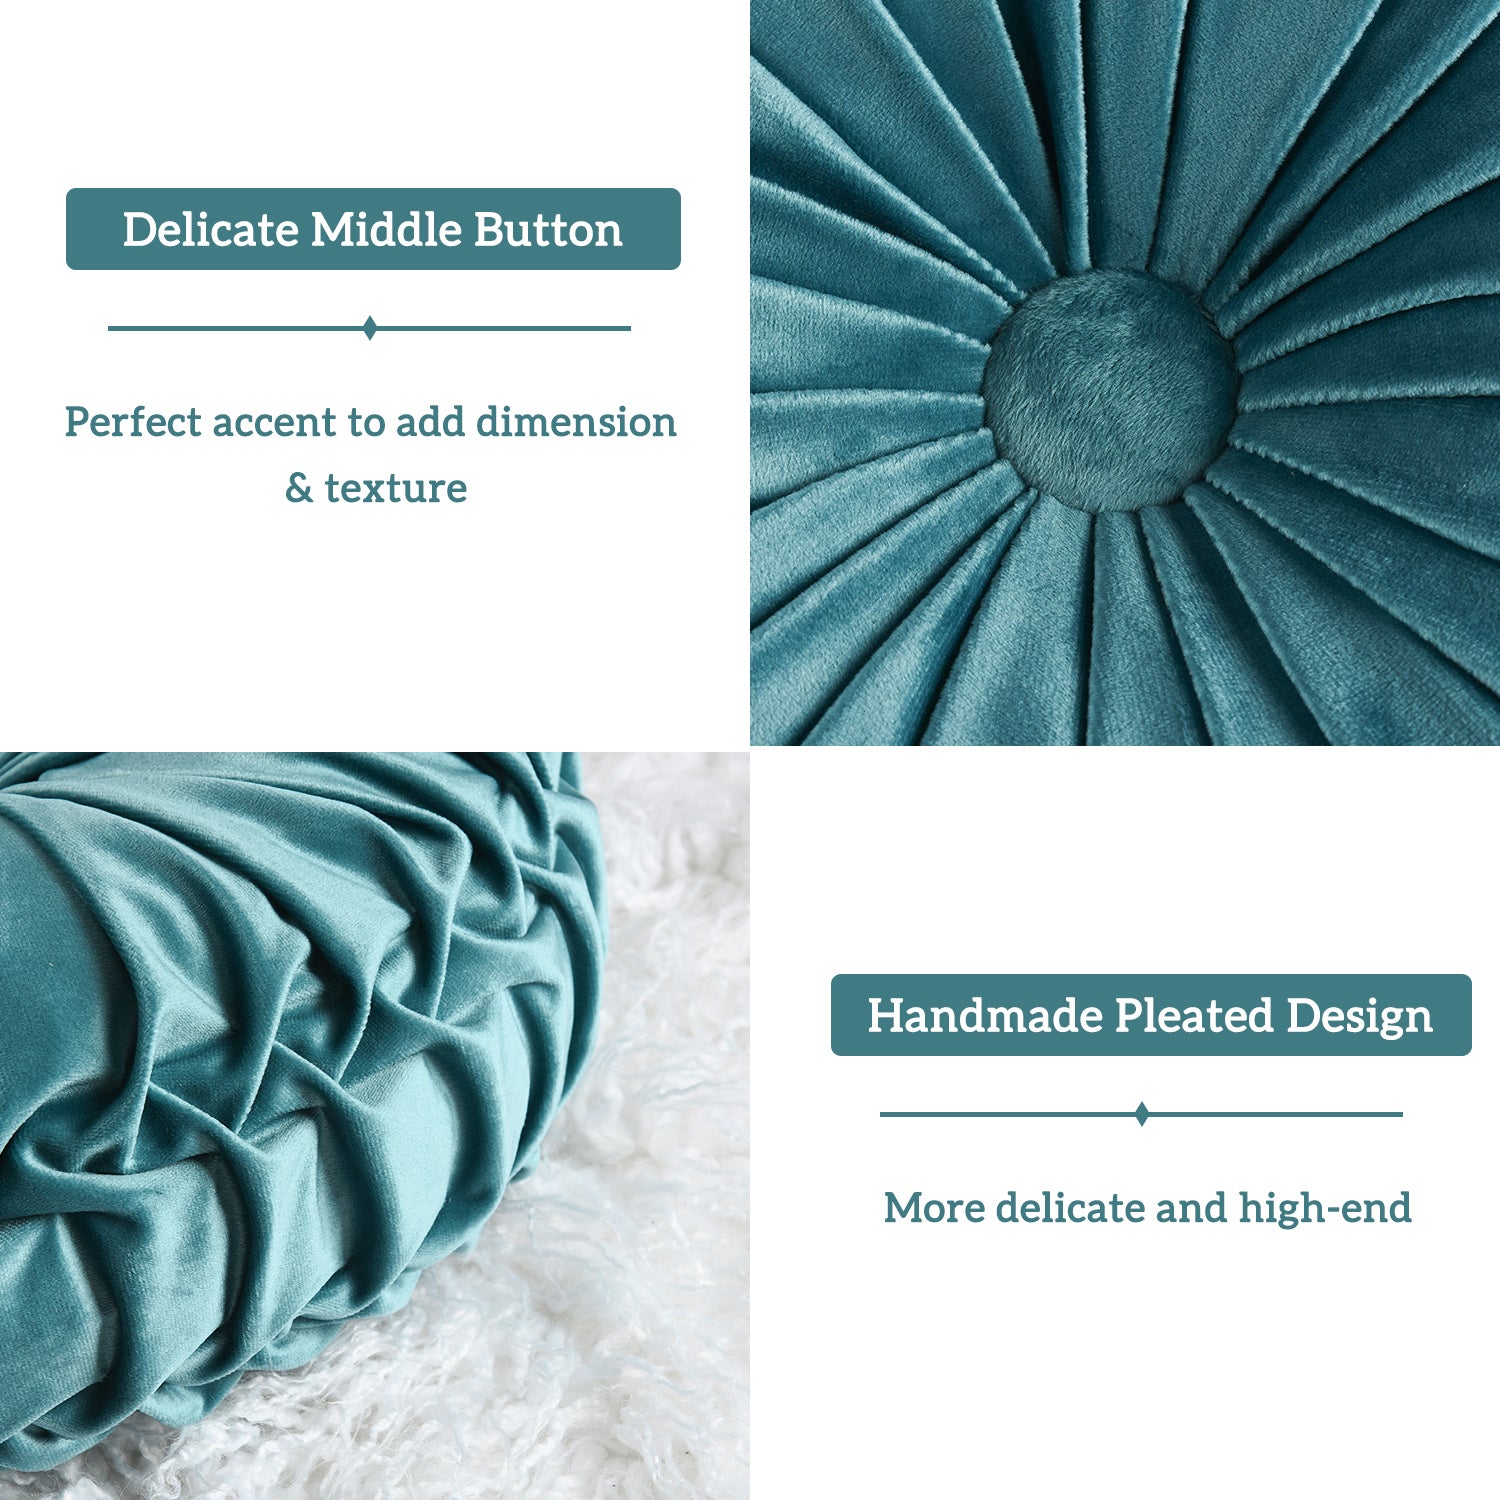 Delicate Middle Button
Perfect accent to add dimension
& texture
Handmade Pleated Design
More delicate and high-end